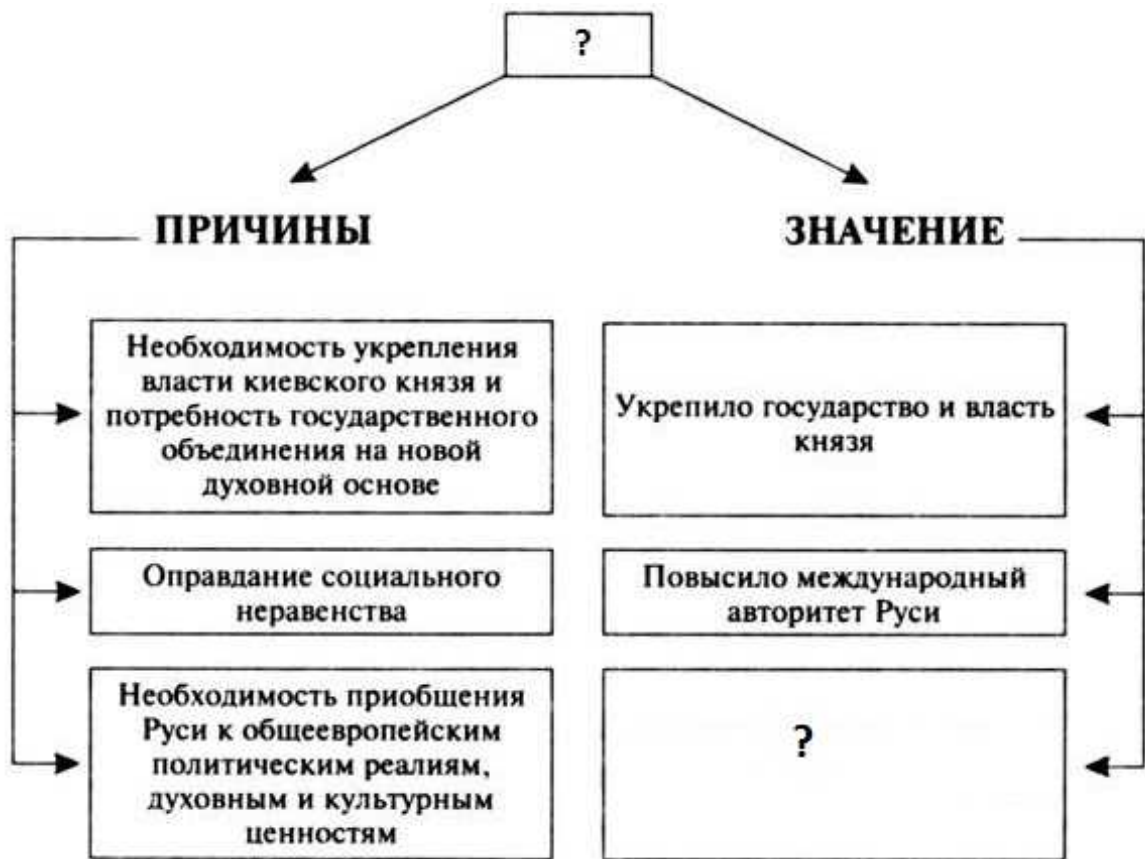 ?
ПРИЧИНЫ
Необходимость укрепления
власти киевского князя и
потребность государственного
объединения на новой
духовной основе
Оправдание социального
неравенства
Необходимость приобщения
Руси к общеевропейским
политическим реалиям,
духовным и культурным
ценностям
ЗНАЧЕНИЕ
Укрепило государство и власть
князя
Повысило международный
авторитет Руси
?